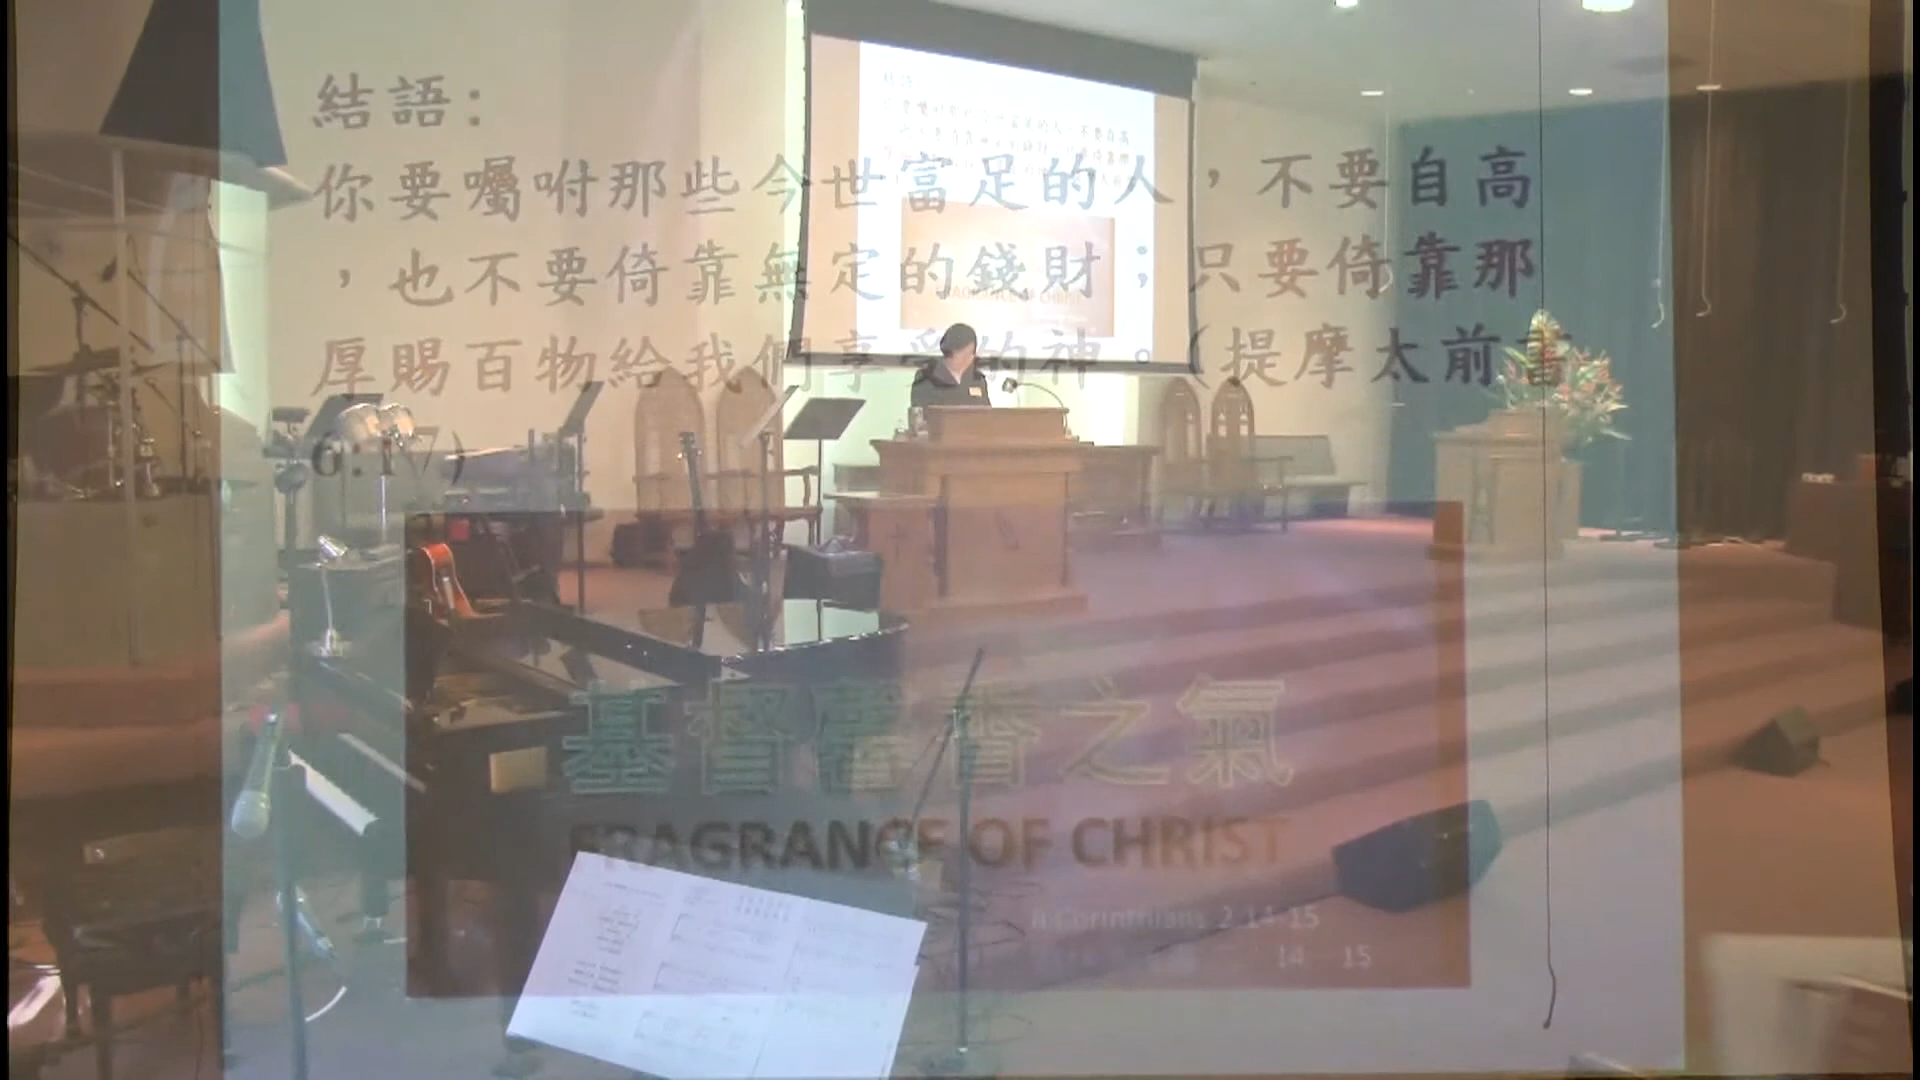 結語:
你要囑咐那些今世富足的人，不要自高
，也不要倚靠無定的錢財；只要倚靠那
厚賜百物給我們享受的神。(提摩太前書
6:17)
基督馨香之氣
FRAGRANCE OF CHRIST
II Corinthians 2 14-15
14 15